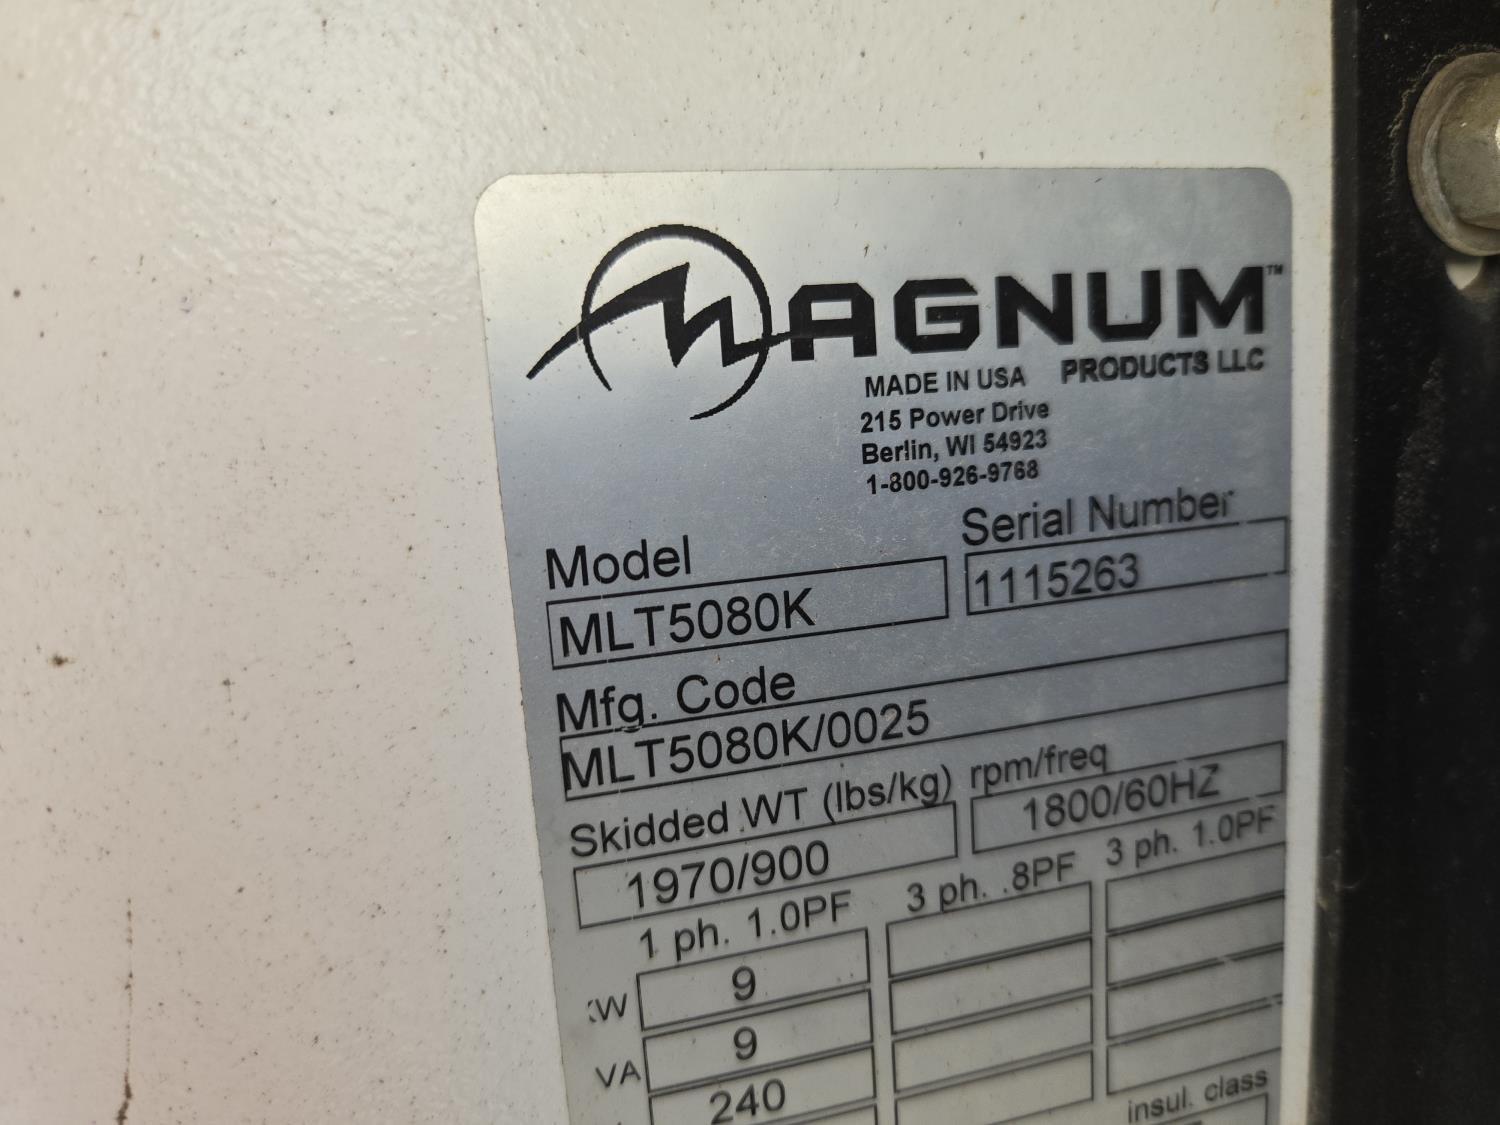 MAGNUM™
MADE IN USA PRODUCTS LLC
215 Power Drive
Berlin, WI 54923
1-800-926-9768
Model Serial Number
MLT5080K 1115263
Mfg. Code
MLT5080K/0025
Skidded WT (lbs/kg) rpm/freq
1970/900 1800/60HZ
1 ph. 1.0PF 3 ph. .8PF 3 ph. 1.0PF
KW 9
VA 9
240
insul. class